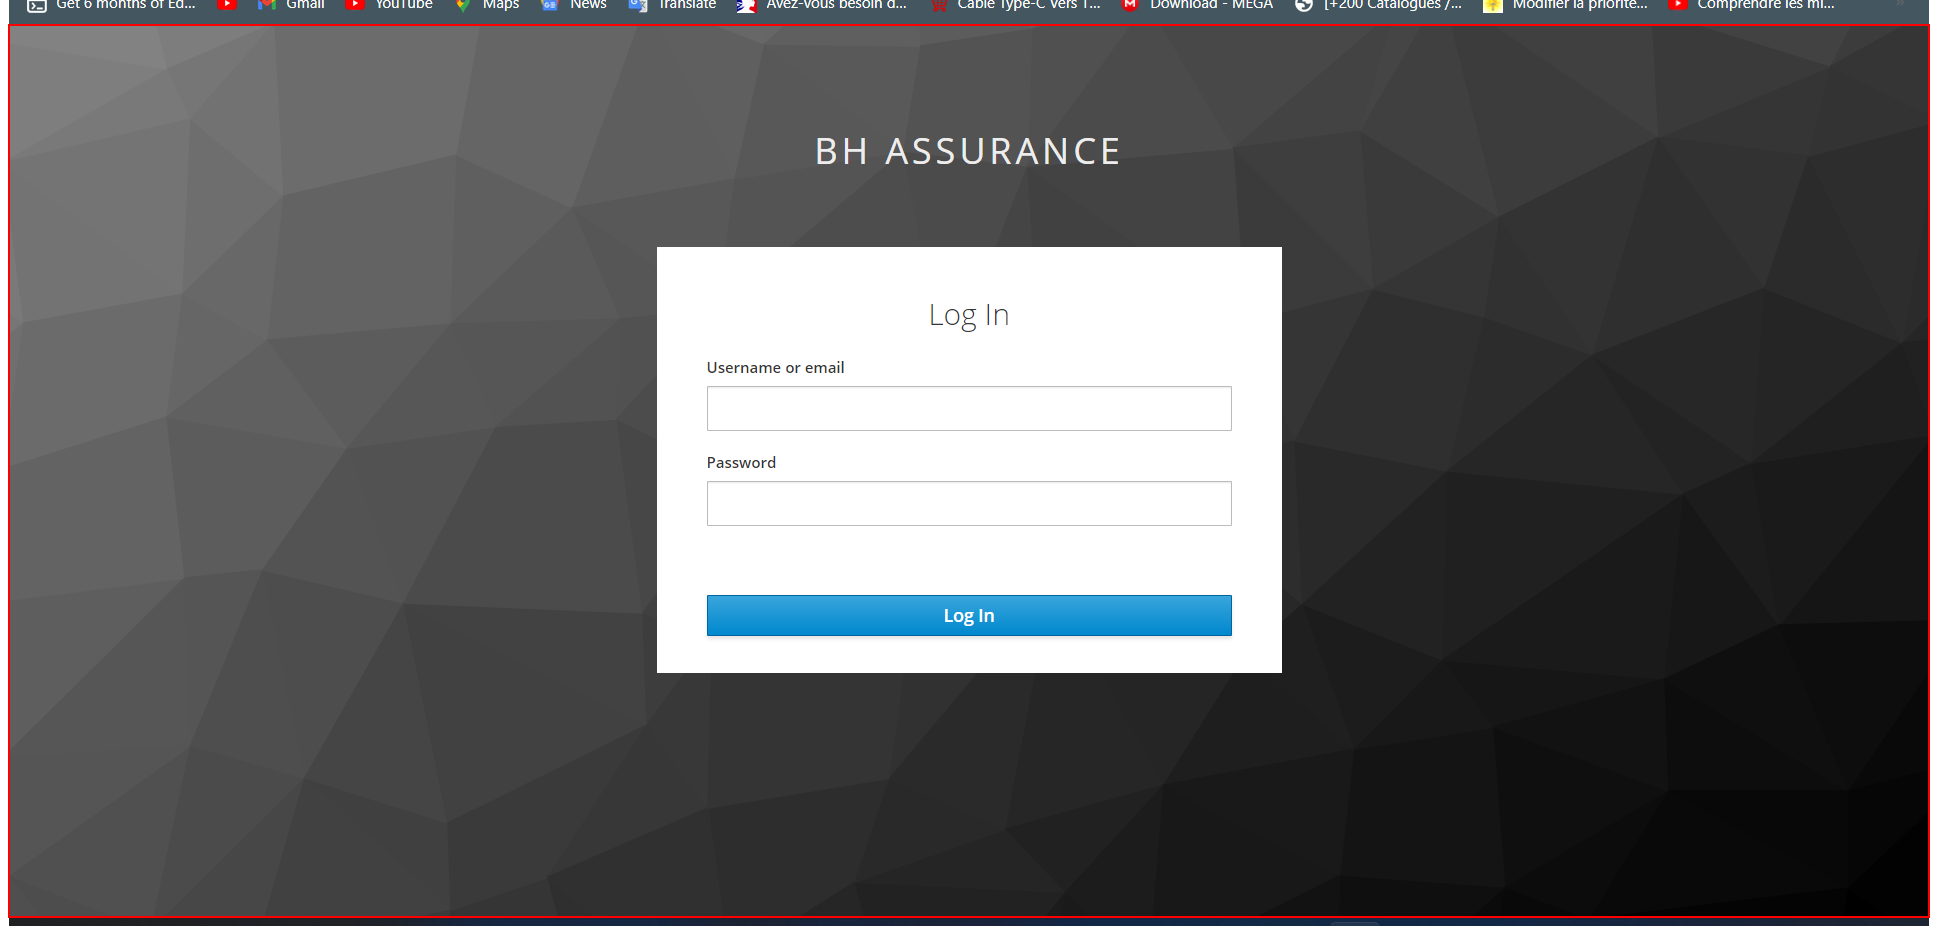 Get 6 months of Ed... Gmail YouTube Maps News Translate Avez-vous besoin d... Cable Type-C Vers 1... Download - MEGA [+200 Catalogues /... Modifier la priorité... Comprendre les mi... »
BH ASSURANCE
Log In
Username or email
Password
Log In